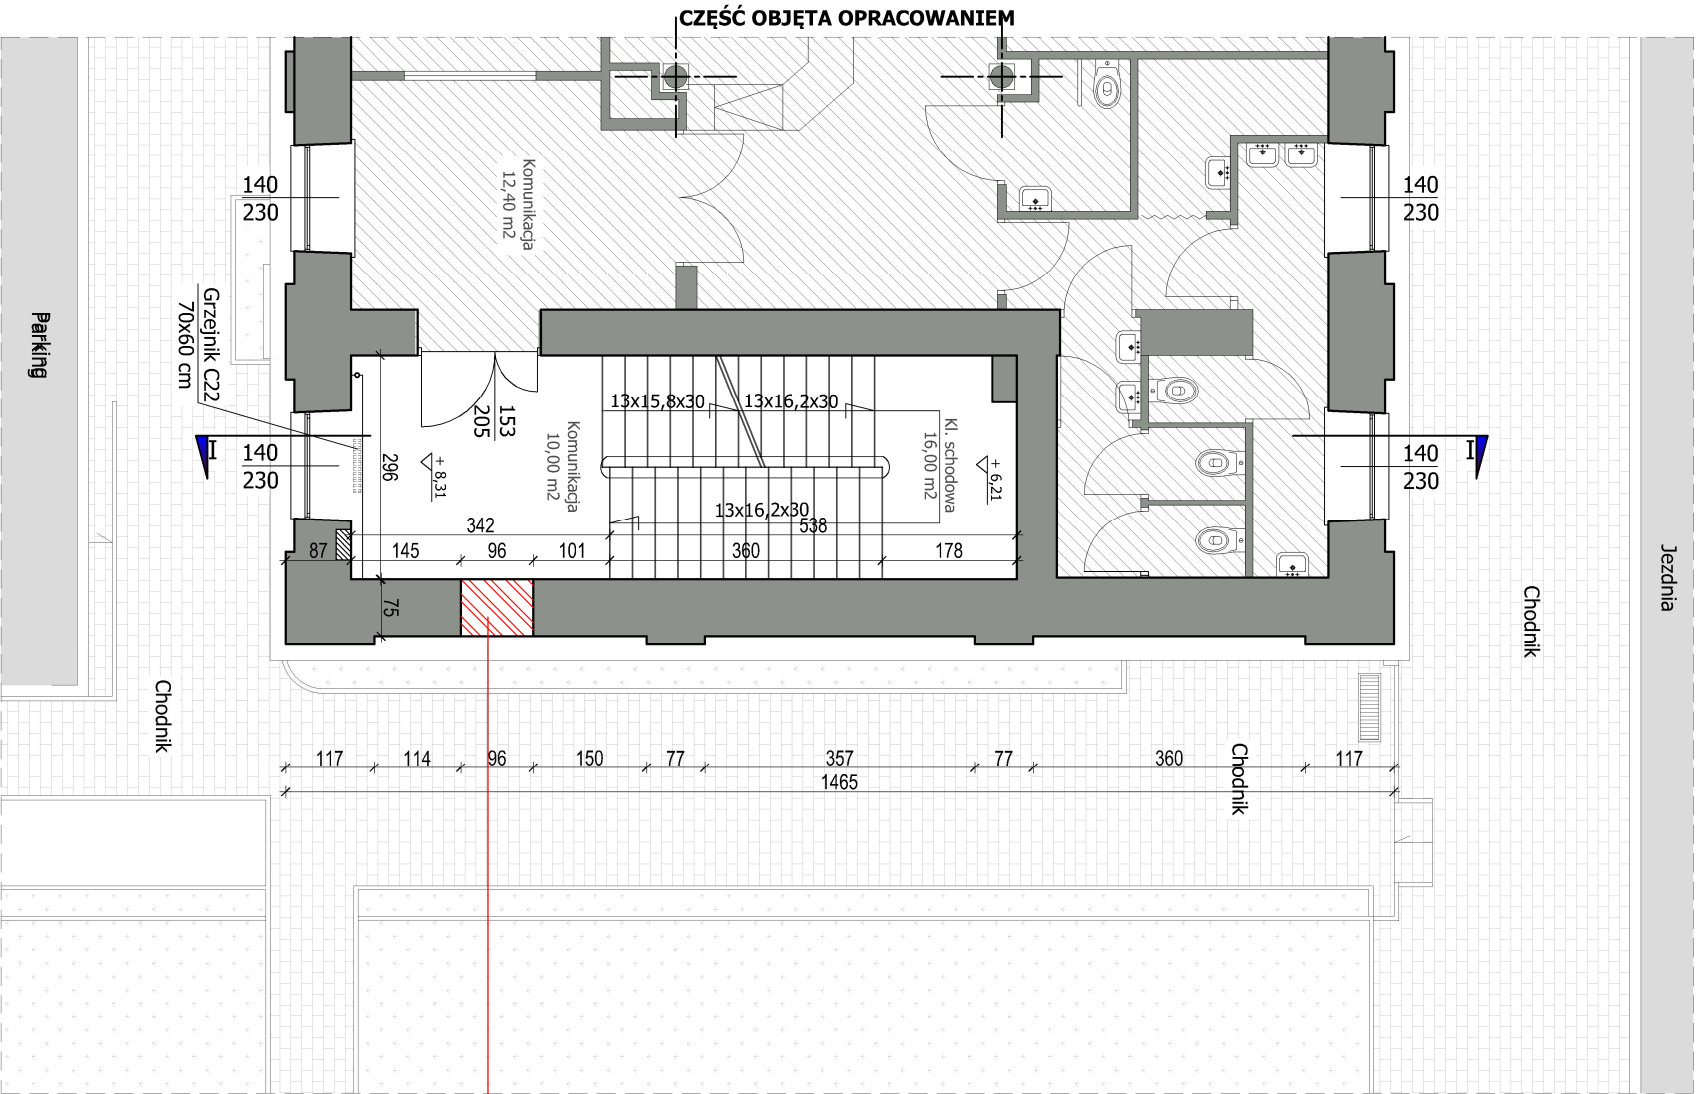 CZĘŚĆ OBJĘTA OPRACOWANIEM
Komunikacja
12,40 m2
140
230
140
230
Grzejnik C22
70x60 cm
Parking
Parking
153
205
13x15,8x30
13x16,2x30
Komunikacja
10,00 m2
Kl. schodowa
16,00 m2
+ 8,31
+ 6,21
296
I
140
230
I
140
230
13x16,2x30
342
538
87
145
96
101
360
178
75
Jezdnia
Chodnik
Chodnik
Chodnik
117
114
96
150
77
357
77
360
117
1465